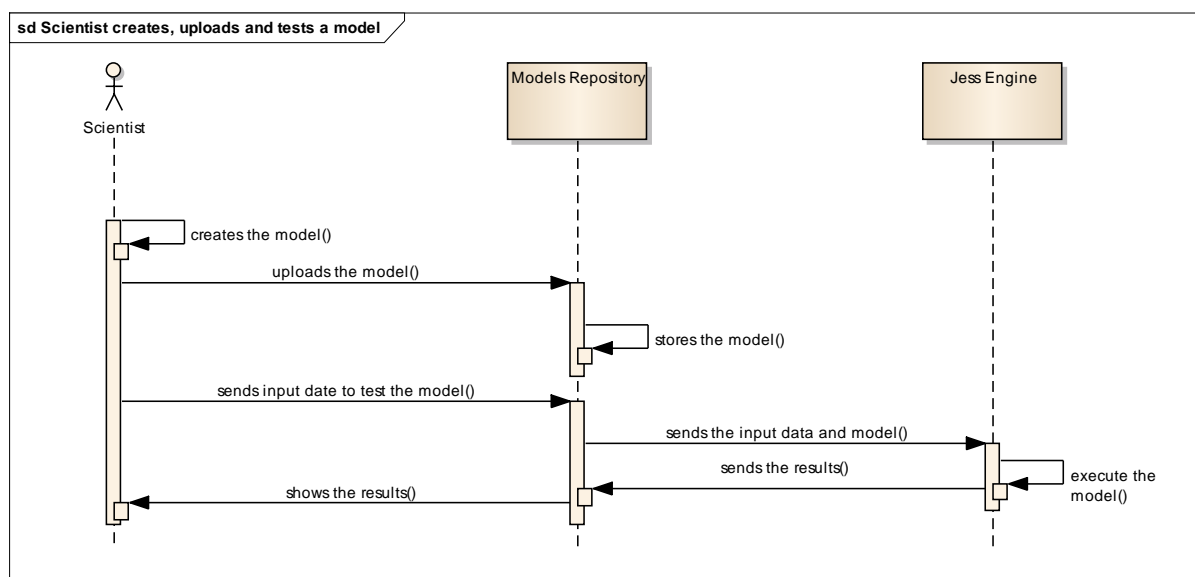 sd Scientist creates, uploads and tests a model
Scientist
Models Repository
Jess Engine
creates the model()
uploads the model()
stores the model()
sends input date to test the model()
sends the input data and model()
sends the results()
execute the
model()
shows the results()